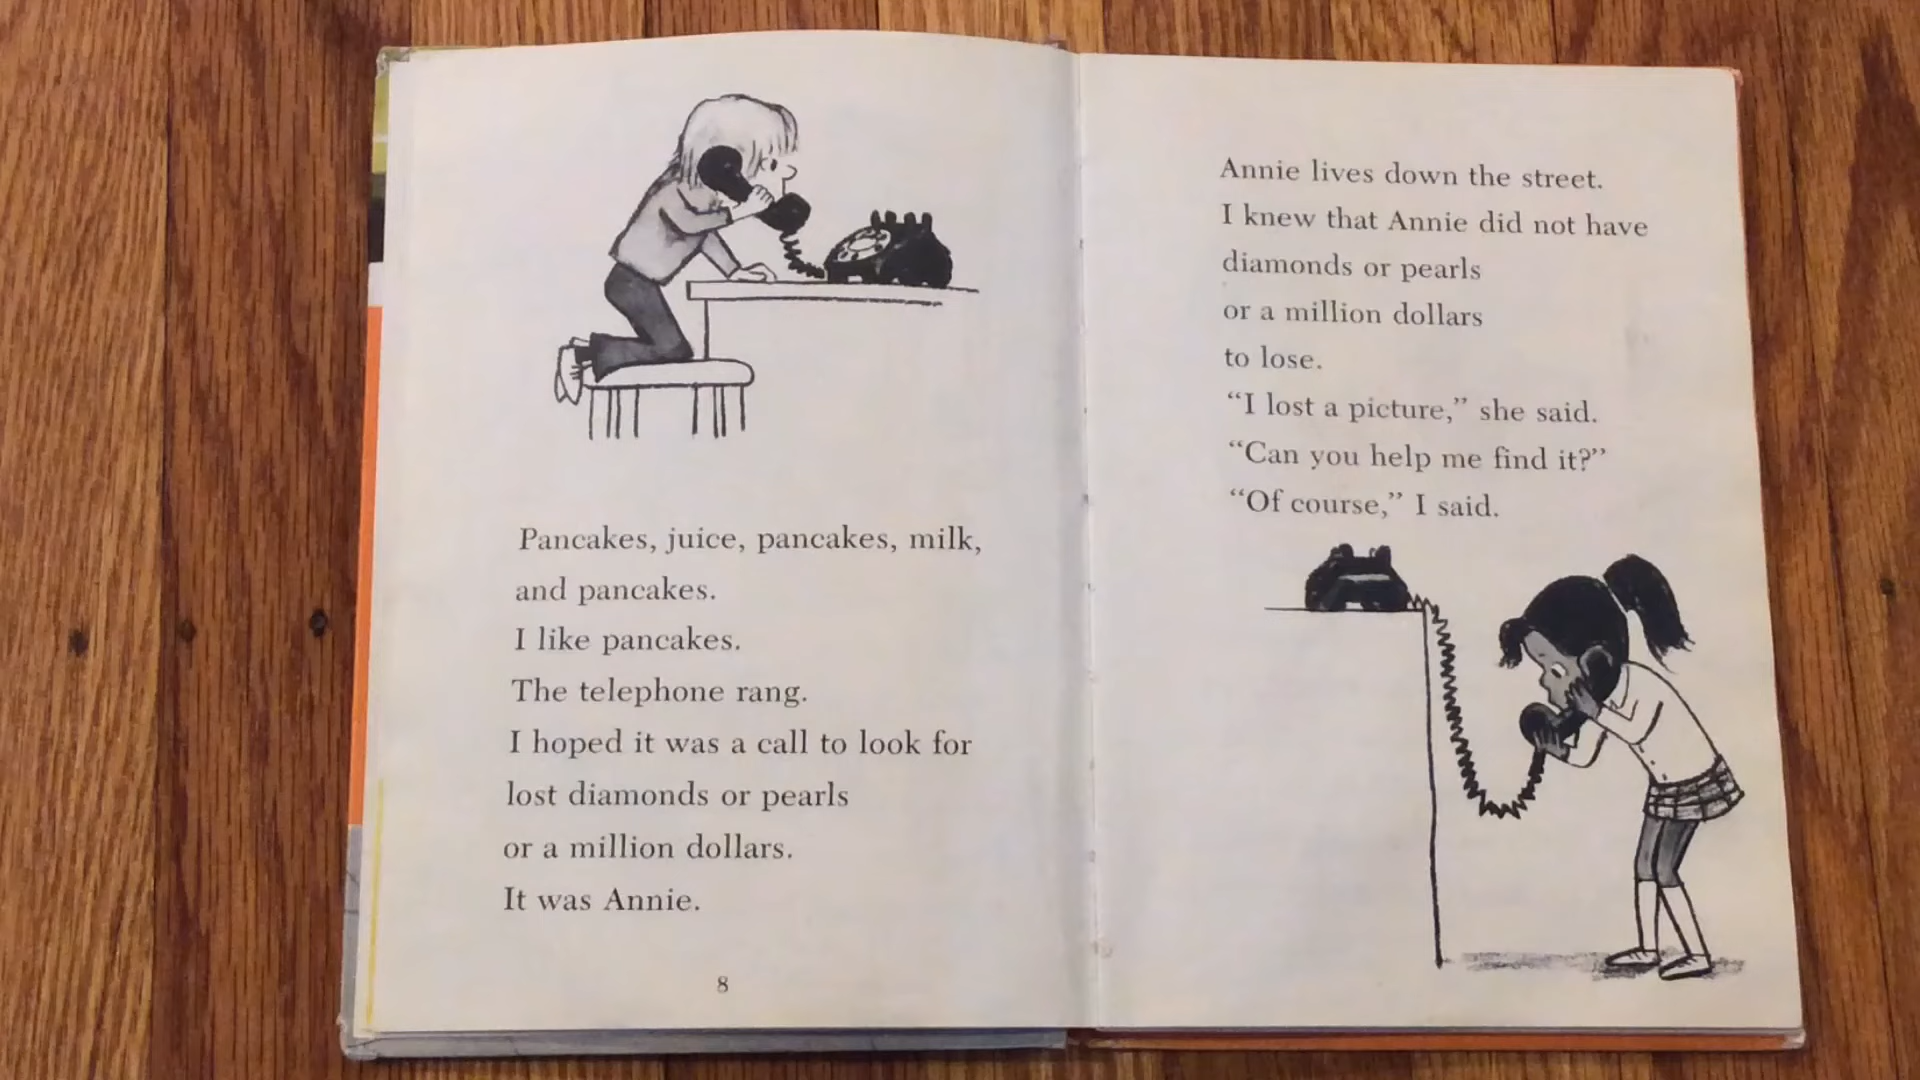 Pancakes, juice, pancakes, milk,
and pancakes.
I like pancakes.
The telephone rang.
I hoped it was a call to look for
lost diamonds or pearls
or a million dollars.
It was Annie.
8
Annie lives down the street.
I knew that Annie did not have
diamonds or pearls
or a million dollars
to lose.
“I lost a picture,” she said.
“Can you help me find it?”
“Of course,” I said.